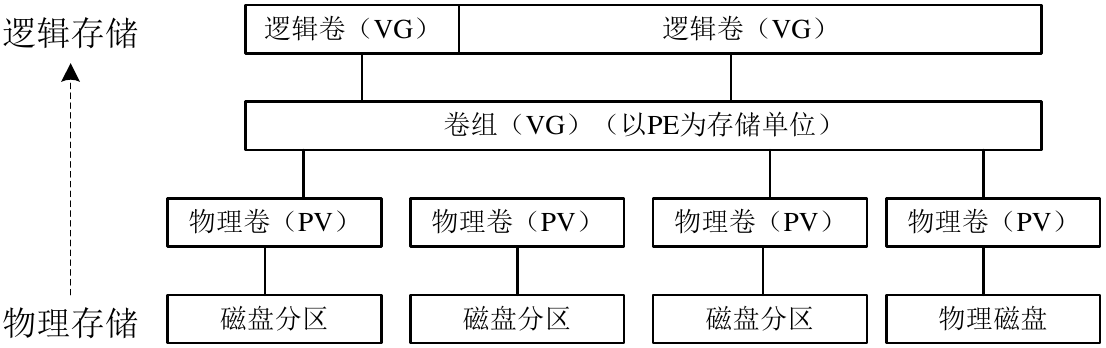 逻辑存储
逻辑卷（VG）
逻辑卷（VG）
卷组（VG）（以PE为存储单位）
物理卷（PV）
物理卷（PV）
物理卷（PV）
物理卷（PV）
物理存储
磁盘分区
磁盘分区
磁盘分区
物理磁盘